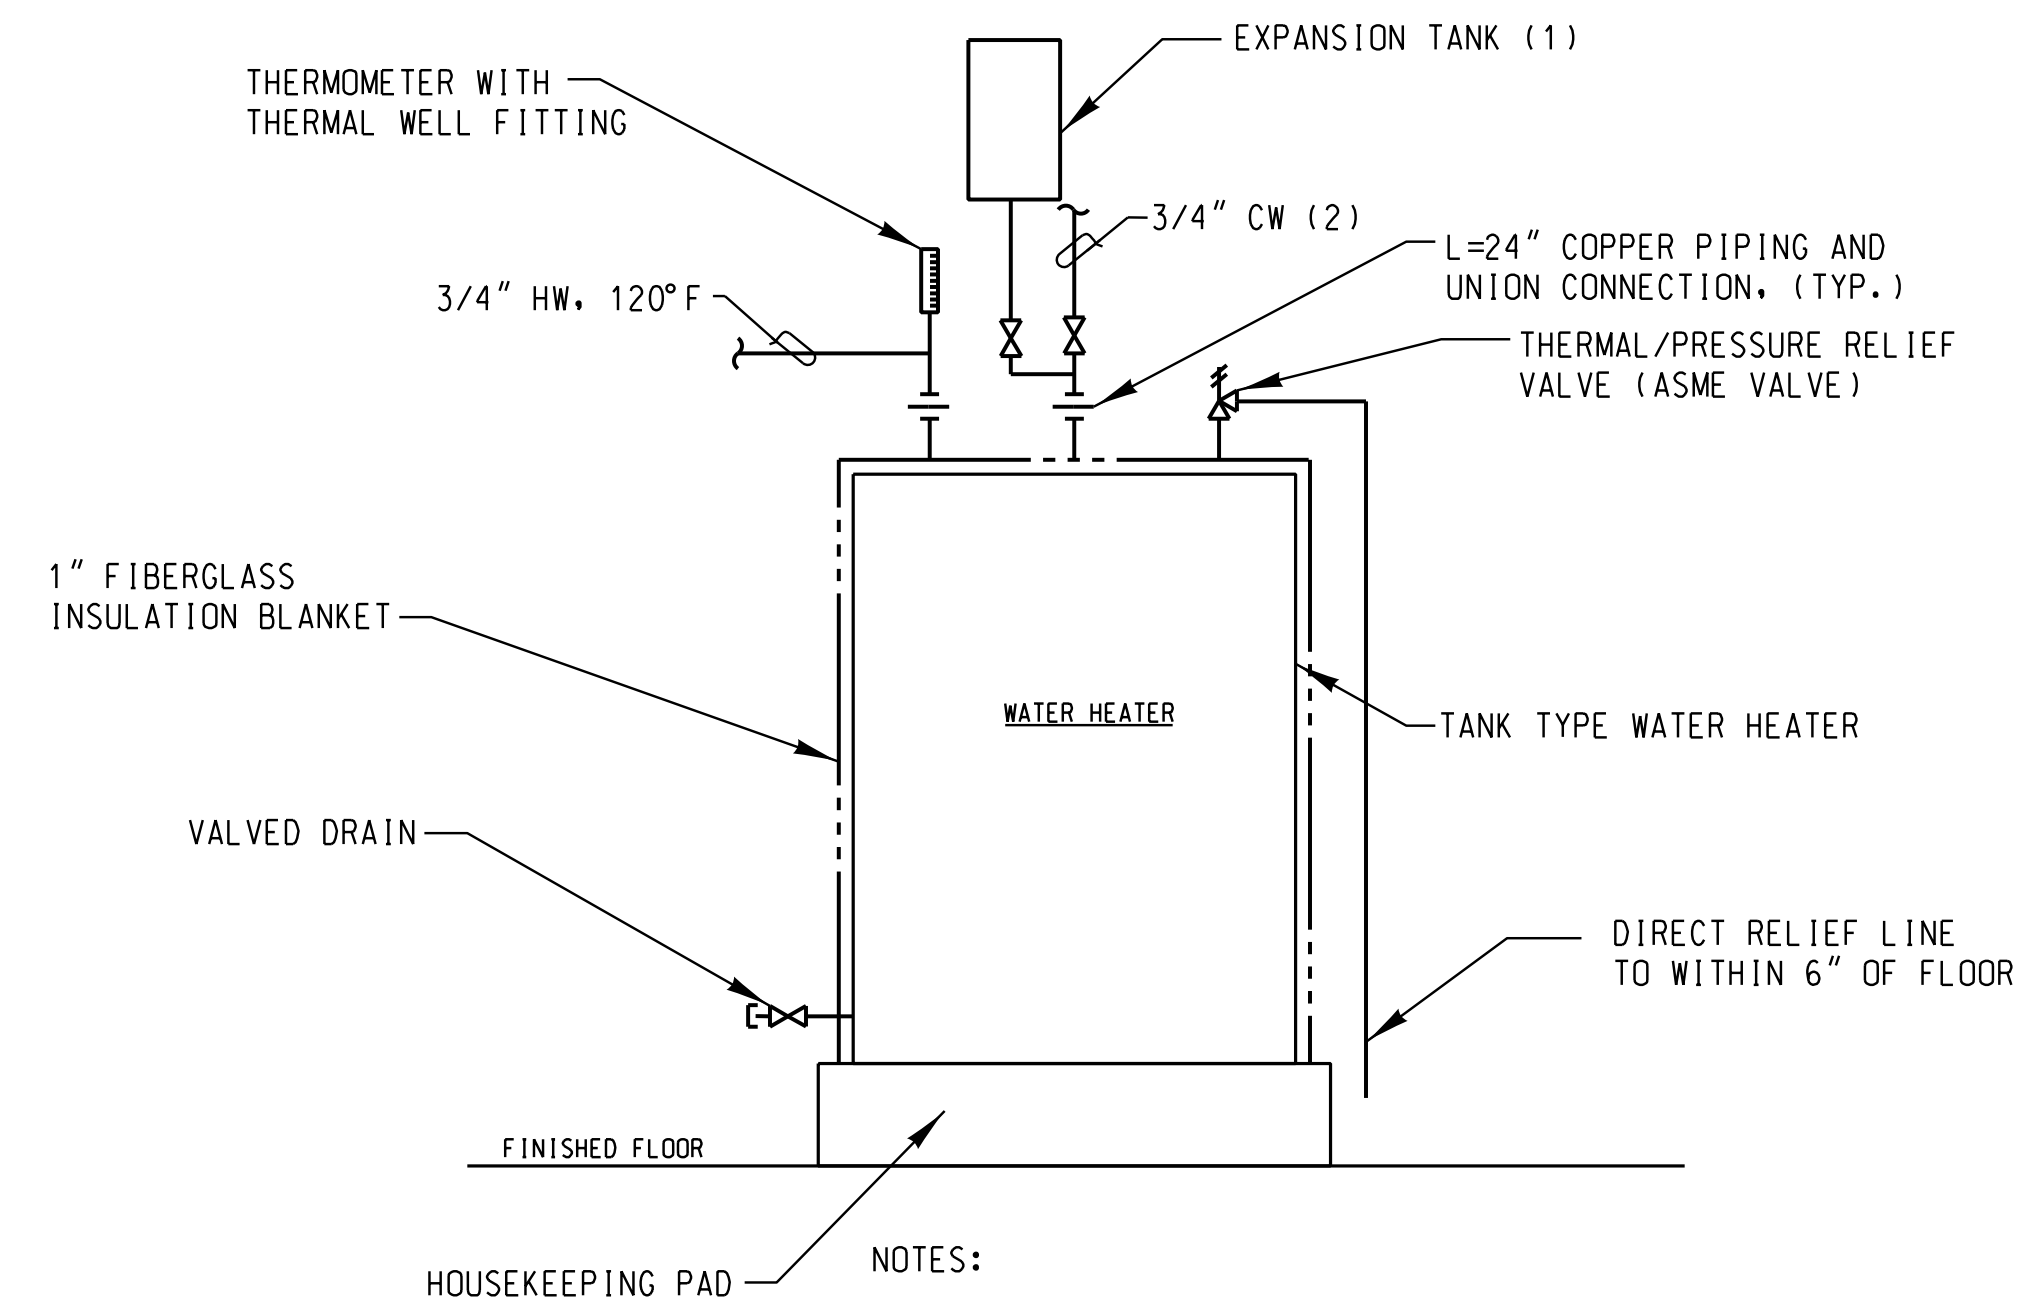 EXPANSION TANK (1)
THERMOMETER WITH
THERMAL WELL FITTING
3/4" CW (2)
L=24" COPPER PIPING AND
UNION CONNECTION, (TYP.)
3/4" HW, 120°F
THERMAL/PRESSURE RELIEF
VALVE (ASME VALVE)
1" FIBERGLASS
INSULATION BLANKET
WATER HEATER
TANK TYPE WATER HEATER
VALVED DRAIN
DIRECT RELIEF LINE
TO WITHIN 6" OF FLOOR
FINISHED FLOOR
NOTES:
HOUSEKEEPING PAD